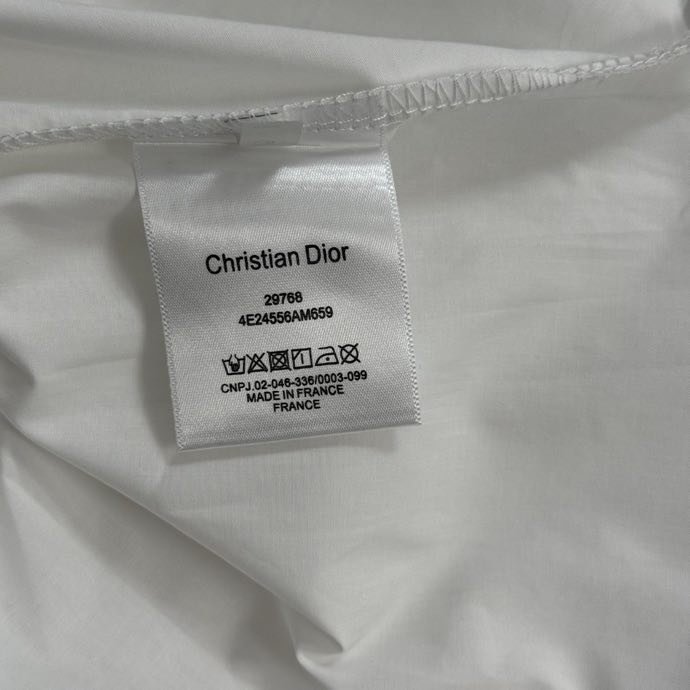 Christian Dior
29768
4E24556AM659
CNPJ.02-046-336/0003-099
MADE IN FRANCE
FRANCE